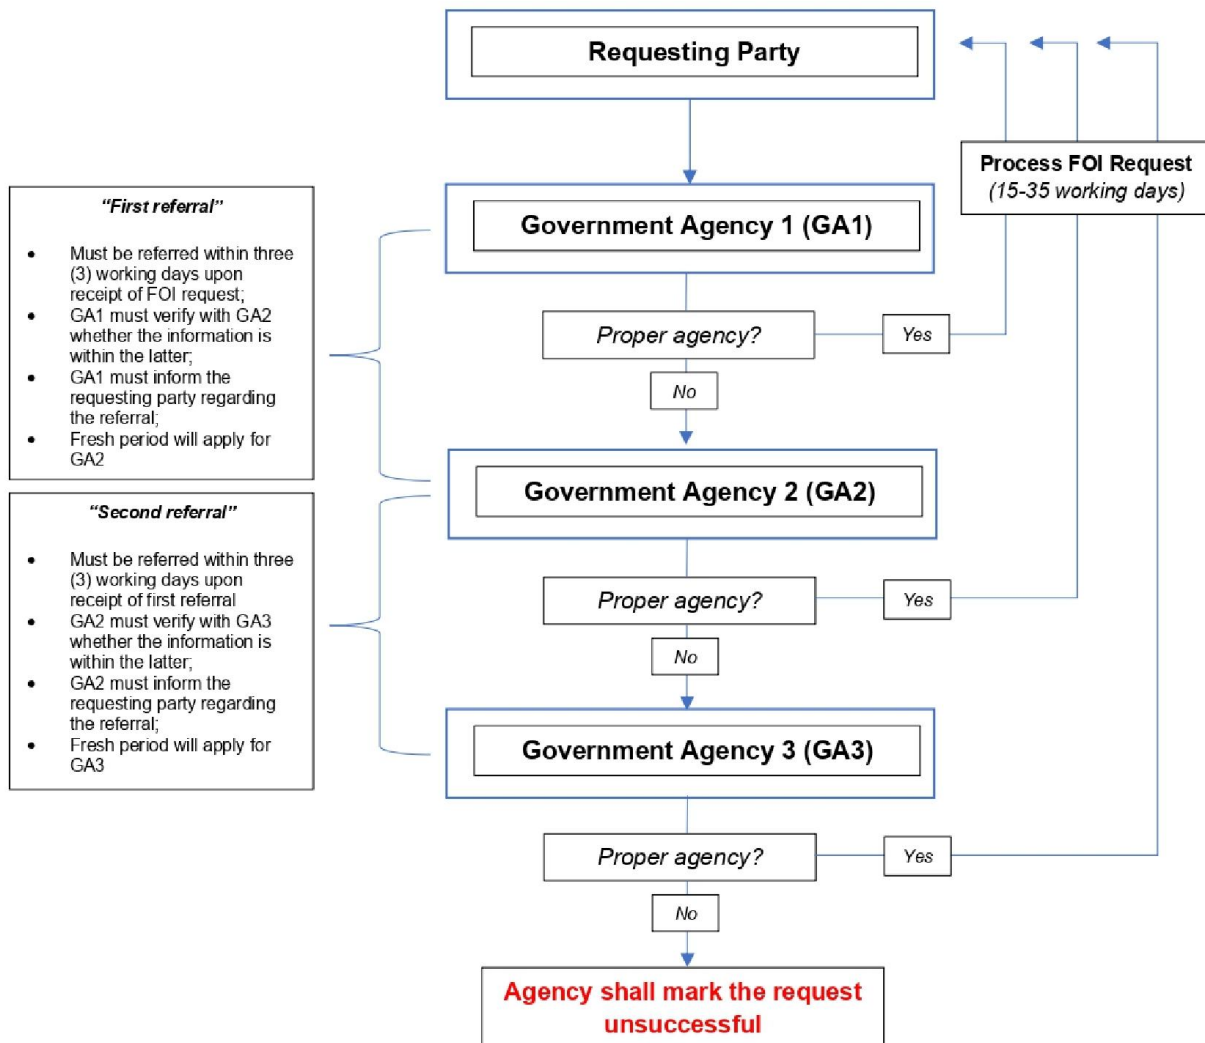 Requesting Party
Process FOI Request
(15-35 working days)
“First referral”
• Must be referred within three
(3) working days upon
receipt of FOI request;
• GA1 must verify with GA2
whether the information is
within the latter;
• GA1 must inform the
requesting party regarding
the referral;
• Fresh period will apply for
GA2
Government Agency 1 (GA1)
Proper agency?
Yes
No
Government Agency 2 (GA2)
“Second referral”
• Must be referred within three
(3) working days upon
receipt of first referral
• GA2 must verify with GA3
whether the information is
within the latter;
• GA2 must inform the
requesting party regarding
the referral;
• Fresh period will apply for
GA3
Proper agency?
Yes
No
Government Agency 3 (GA3)
Proper agency?
Yes
No
Agency shall mark the request
unsuccessful